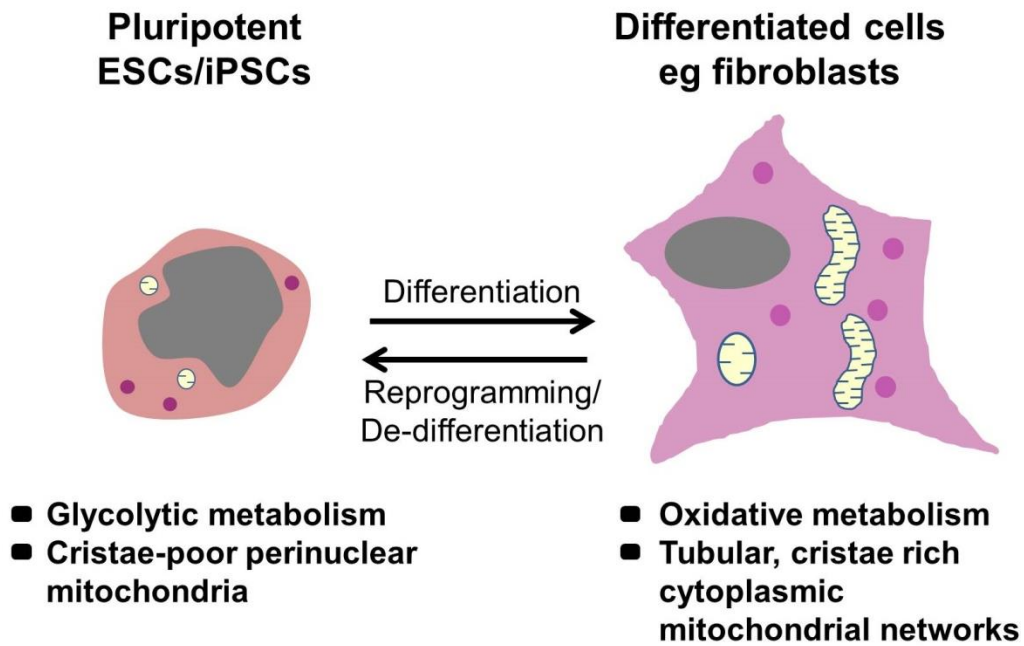 Pluripotent
ESCs/iPSCs
Differentiated cells
eg fibroblasts
Differentiation
Reprogramming/
De-differentiation
Glycolytic metabolism
Cristae-poor perinuclear
mitochondria
Oxidative metabolism
Tubular, cristae rich
cytoplasmic
mitochondrial networks